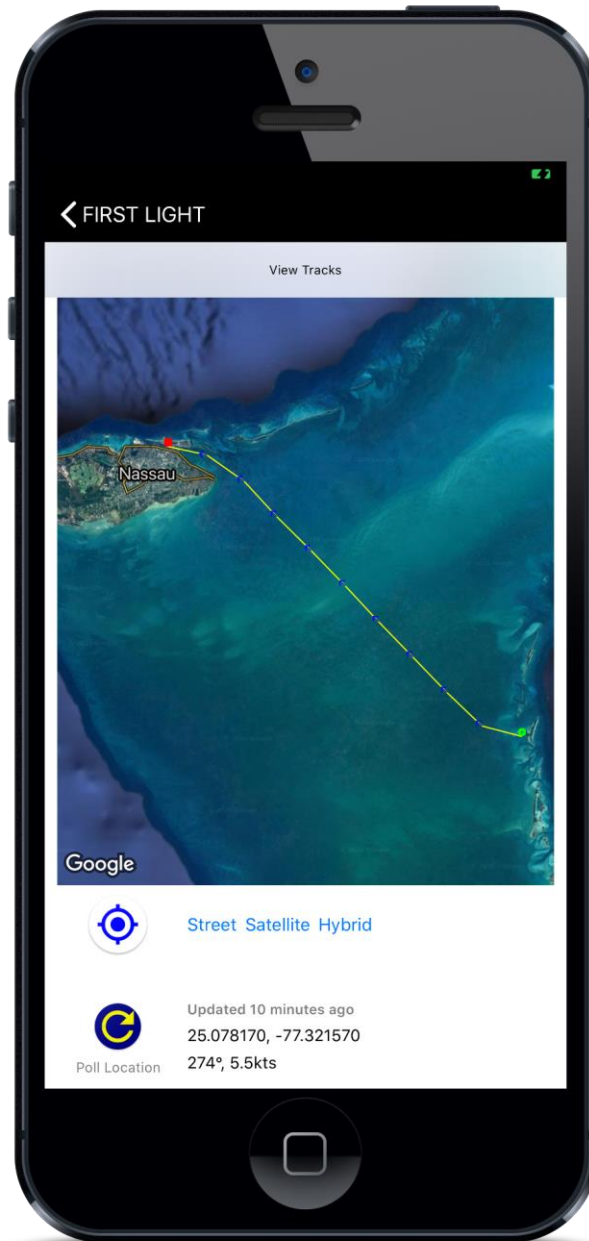 FIRST LIGHT
View Tracks
Nassau
Google
Street Satellite Hybrid
Updated 10 minutes ago
25.078170, -77.321570
Poll Location
274°, 5.5kts